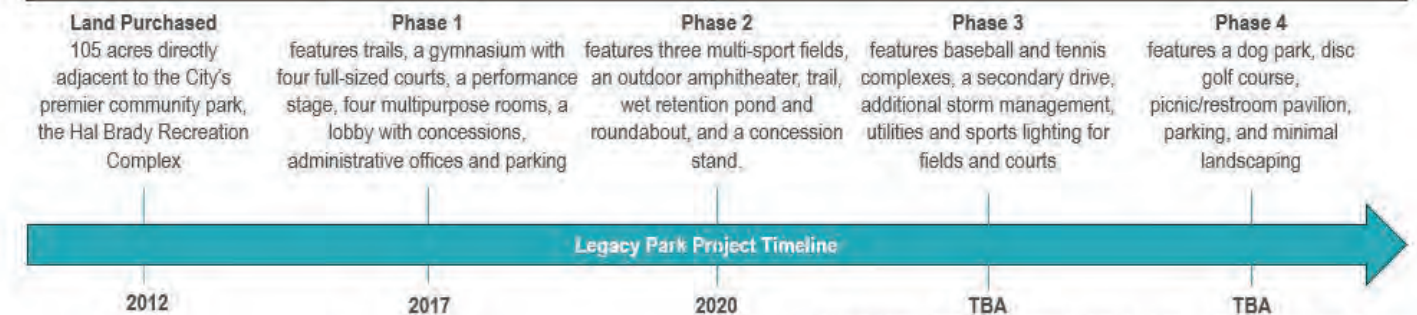 Land Purchased
105 acres directly
adjacent to the City's
premier community park,
the Hal Brady Recreation
Complex
Phase 1
features trails, a gymnasium with
four full-sized courts, a performance
stage, four multipurpose rooms, a
lobby with concessions,
administrative offices and parking
Phase 2
features three multi-sport fields,
an outdoor amphitheater, trail,
wet retention pond and
roundabout, and a concession
stand.
Phase 3
features baseball and tennis
complexes, a secondary drive,
additional storm management,
utilities and sports lighting for
fields and courts
Phase 4
features a dog park, disc
golf course,
picnic/restroom pavilion,
parking, and minimal
landscaping
Legacy Park Project Timeline
2012
2017
2020
TBA
TBA